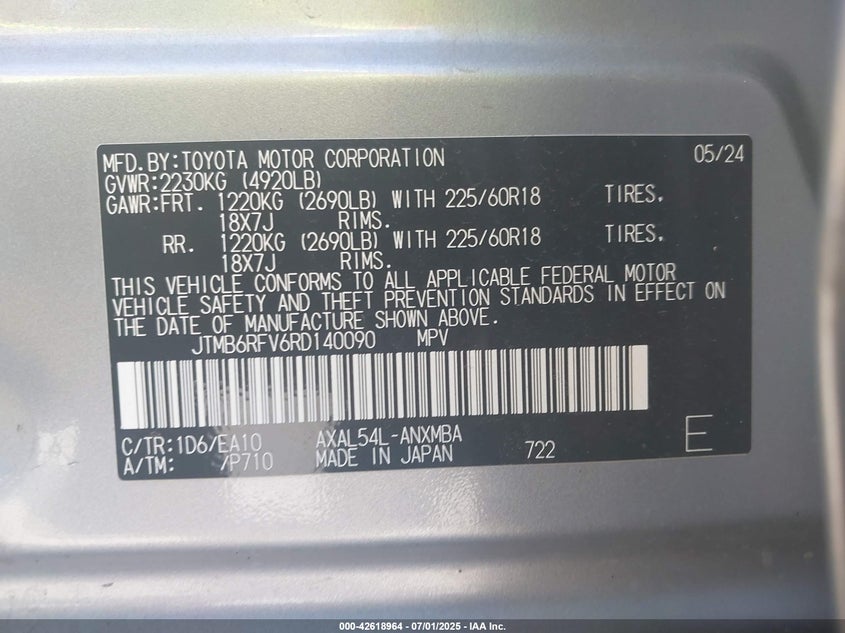 MFD.BY:TOYOTA MOTOR CORPORATION 05/24
GVWR:2230KG (4920LB)
GAWR:FRT. 1220KG (2690LB) WITH 225/60R18 TIRES.
18X7J RIMS.
RR. 1220KG (2690LB) WITH 225/60R18 TIRES.
18X7J RIMS.
THIS VEHICLE CONFORMS TO ALL APPLICABLE FEDERAL MOTOR
VEHICLE SAFETY AND THEFT PREVENTION STANDARDS IN EFFECT ON
THE DATE OF MANUFACTURE SHOWN ABOVE.
JTMB6RFV6RD140090 MPV
C/TR:1D6/EA10 AXAL54L-ANXMBA
A/TM: /P710 MADE IN JAPAN 722 E
000-42618964 / 07/01/2025 - IAA Inc.